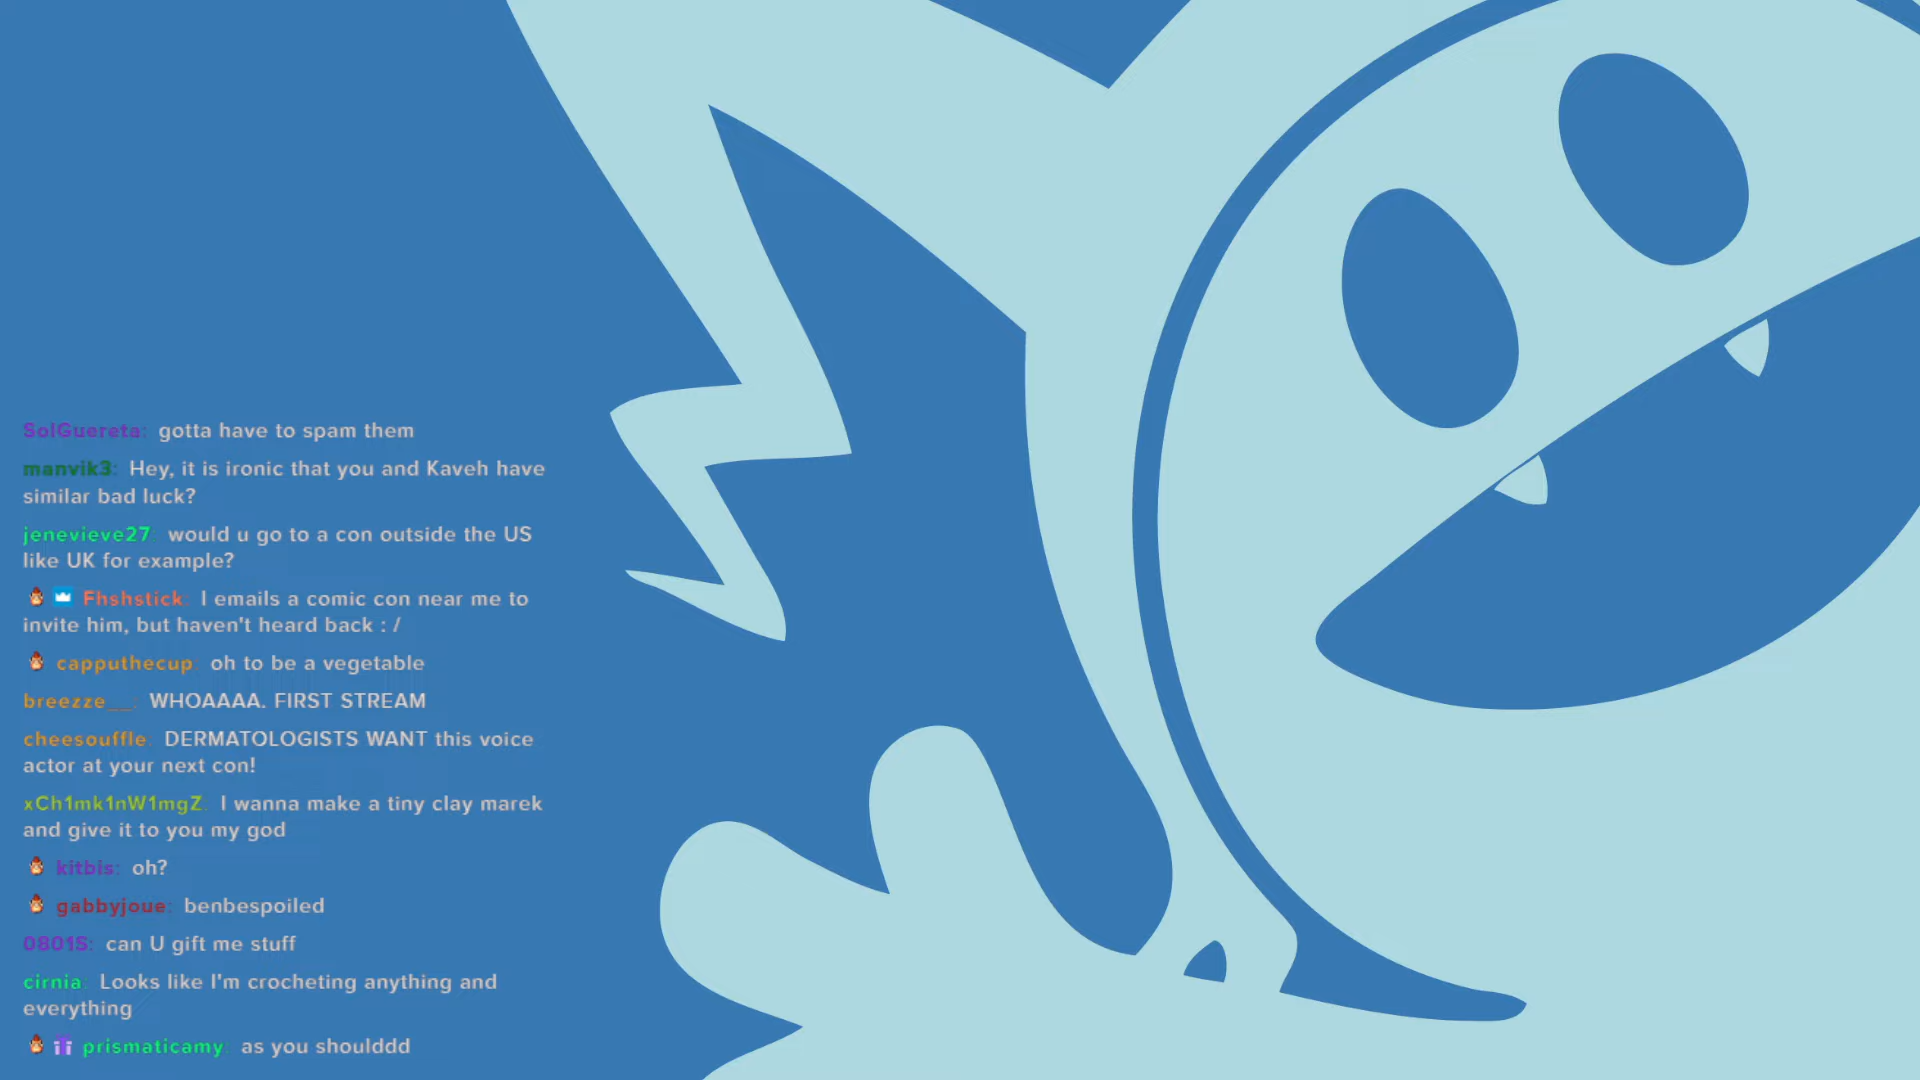 SolGuereta: gotta have to spam them
manvik3: Hey, it is ironic that you and Kaveh have
similar bad luck?
jenevieve27: would u go to a con outside the US
like UK for example?
Fhshstick: I emails a comic con near me to
invite him, but haven't heard back : /
capputhecup: oh to be a vegetable
breezze__: WHOAAAA. FIRST STREAM
cheesouffle: DERMATOLOGISTS WANT this voice
actor at your next con!
xCh1mk1nW1mgZ: I wanna make a tiny clay marek
and give it to you my god
kitbis: oh?
gabbyjoue: benbespoiled
0801S: can U gift me stuff
cirnia: Looks like I'm crocheting anything and
everything
prismaticamy: as you shoulddd